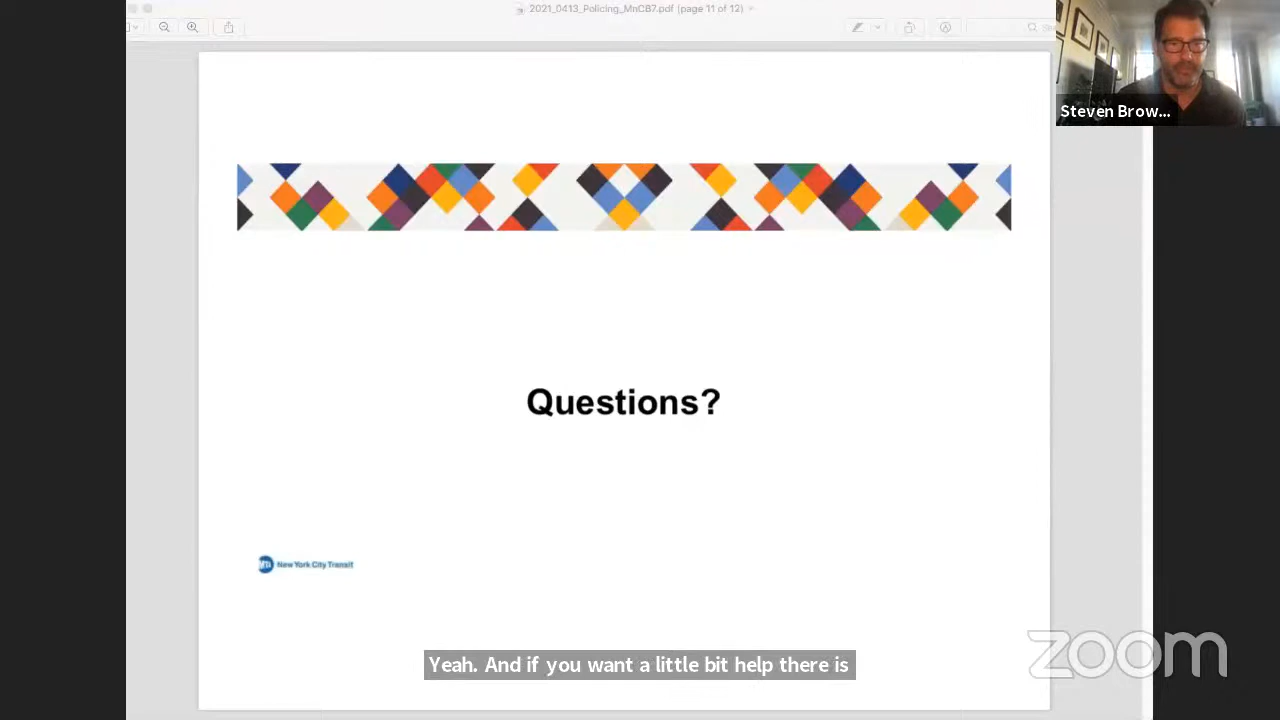 2021_0413_Policing_MnCB7.pdf (page 11 of 12)
Steven Brow...
Questions?
MTA New York City Transit
Yeah. And if you want a little bit help there is
zoom